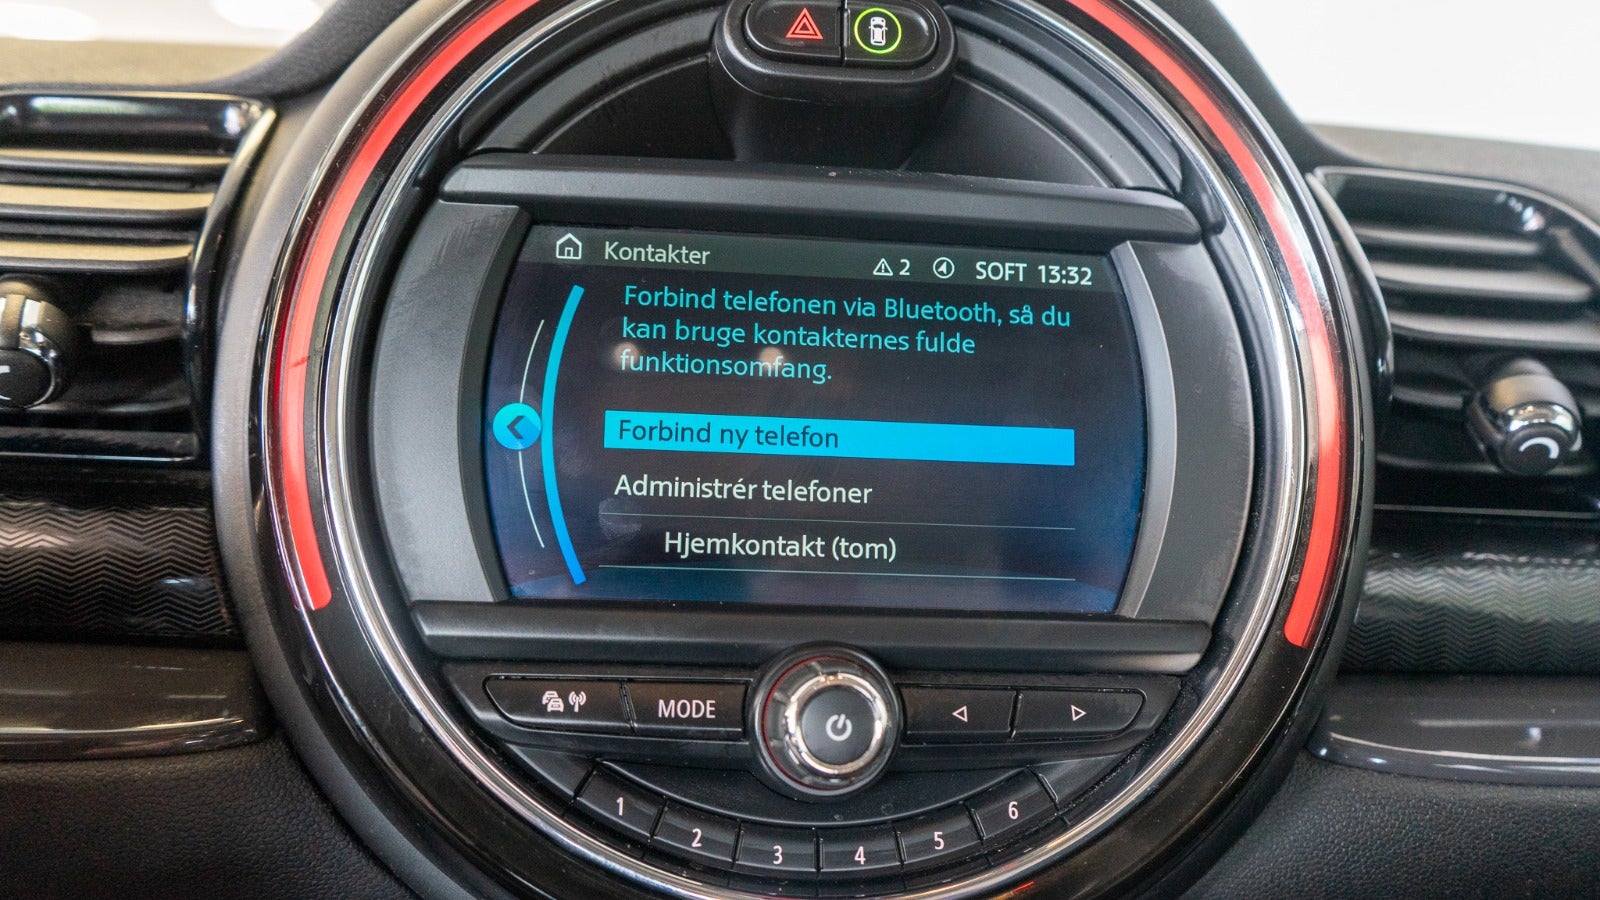 Kontakter 2 SOFT 13:32
Forbind telefonen via Bluetooth, så du
kan bruge kontakternes fulde
funktionsomfang.
Forbind ny telefon
Administrér telefoner
Hjemkontakt (tom)
MODE
1 2 3 4 5 6